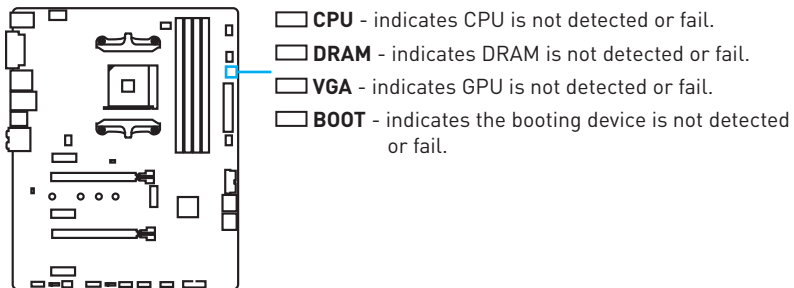 CPU - indicates CPU is not detected or fail.
DRAM - indicates DRAM is not detected or fail.
VGA - indicates GPU is not detected or fail.
BOOT - indicates the booting device is not detected
or fail.